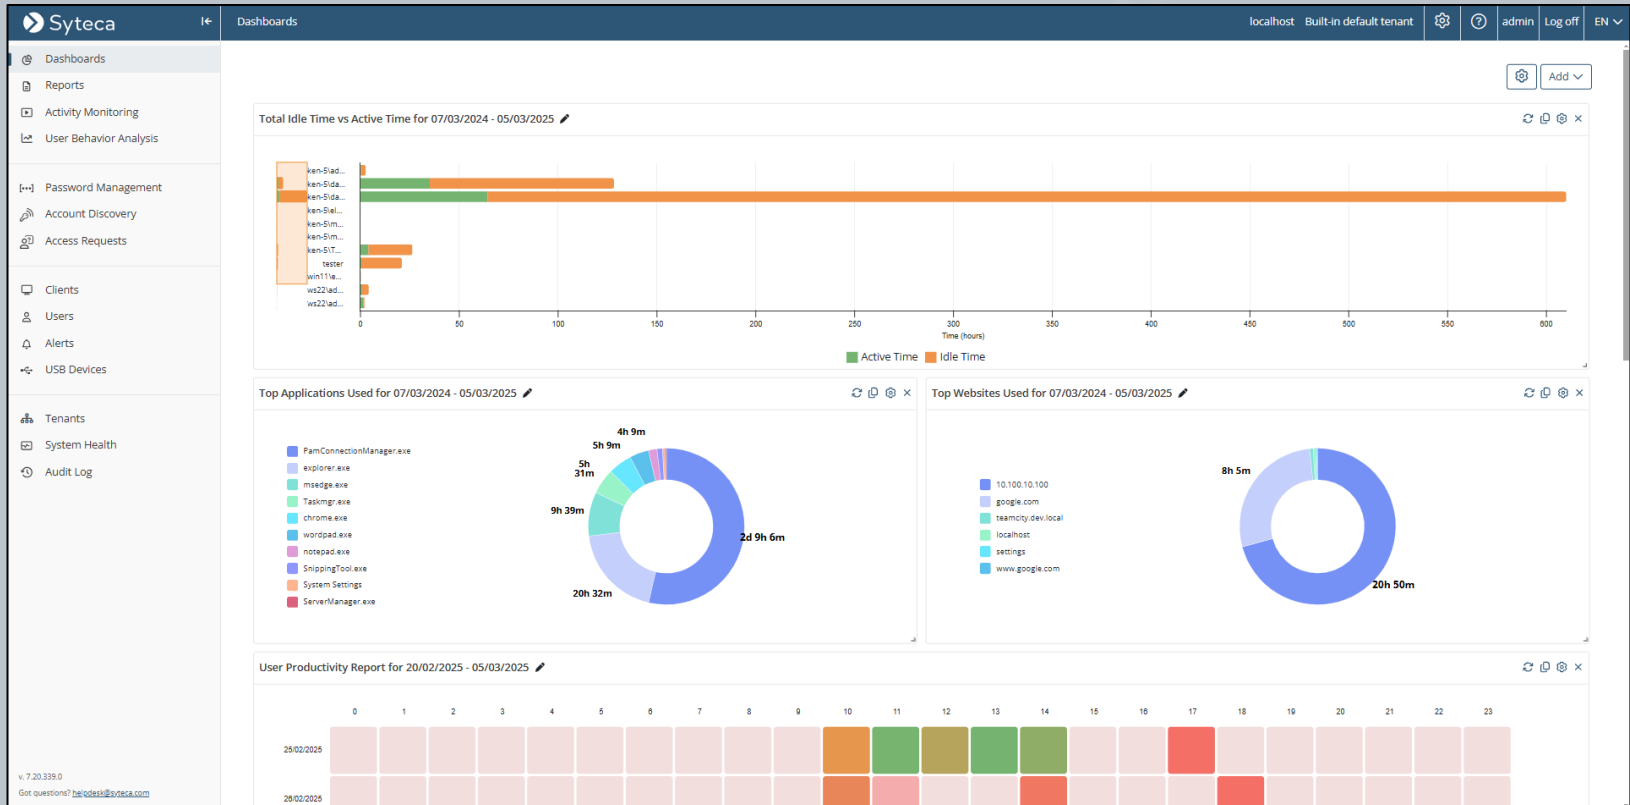 Syteca
Dashboards
localhost Built-in default tenant admin Log off EN
Dashboards
Reports
Activity Monitoring
User Behavior Analysis
Password Management
Account Discovery
Access Requests
Clients
Users
Alerts
USB Devices
Tenants
System Health
Audit Log
v. 7.20.339.0
Got questions? helpdesk@syteca.com
Add
Total Idle Time vs Active Time for 07/03/2024 - 05/03/2025
ken-5\ad...
ken-5\da...
ken-5\da...
ken-5\el...
ken-5\m...
ken-5\m...
ken-5\T...
tester
win11\e...
ws22\ad...
ws22\ad...
0 50 100 150 200 250 300 350 400 450 500 550 600
Time (hours)
Active Time Idle Time
Top Applications Used for 07/03/2024 - 05/03/2025
PamConnectionManager.exe
explorer.exe
msedge.exe
Taskmgr.exe
chrome.exe
wordpad.exe
notepad.exe
SnippingTool.exe
System Settings
ServerManager.exe
4h 9m
5h 9m
5h
31m
9h 39m
2d 9h 6m
20h 32m
Top Websites Used for 07/03/2024 - 05/03/2025
10.100.10.100
google.com
teamcity.dev.local
localhost
settings
www.google.com
8h 5m
20h 50m
User Productivity Report for 20/02/2025 - 05/03/2025
0 1 2 3 4 5 6 7 8 9 10 11 12 13 14 15 16 17 18 19 20 21 22 23
25/02/2025
26/02/2025